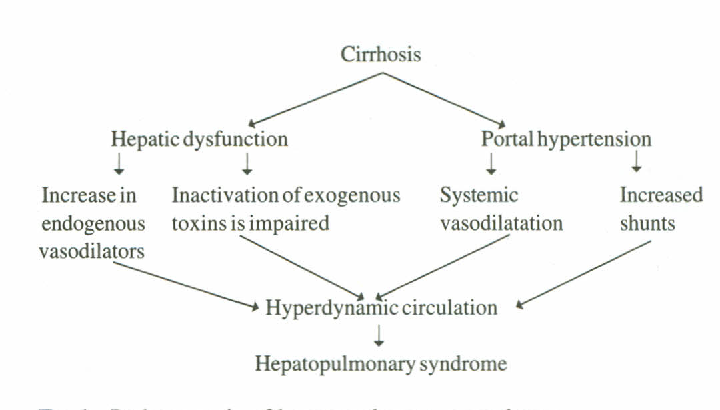 Cirrhosis
Hepatic dysfunction
Portal hypertension
Increase in
endogenous
vasodilators
Inactivation of exogenous
toxins is impaired
Systemic
vasodilatation
Increased
shunts
Hyperdynamic circulation
Hepatopulmonary syndrome